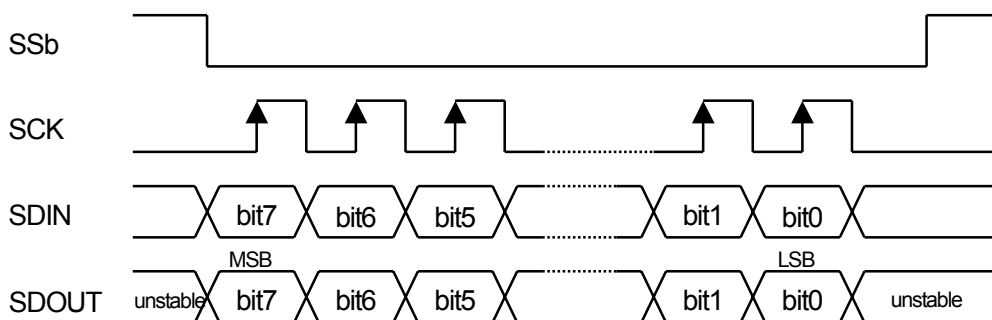 SSb
SCK
SDIN bit7 bit6 bit5 bit1 bit0
MSB LSB
SDOUT unstable bit7 bit6 bit5 bit1 bit0 unstable